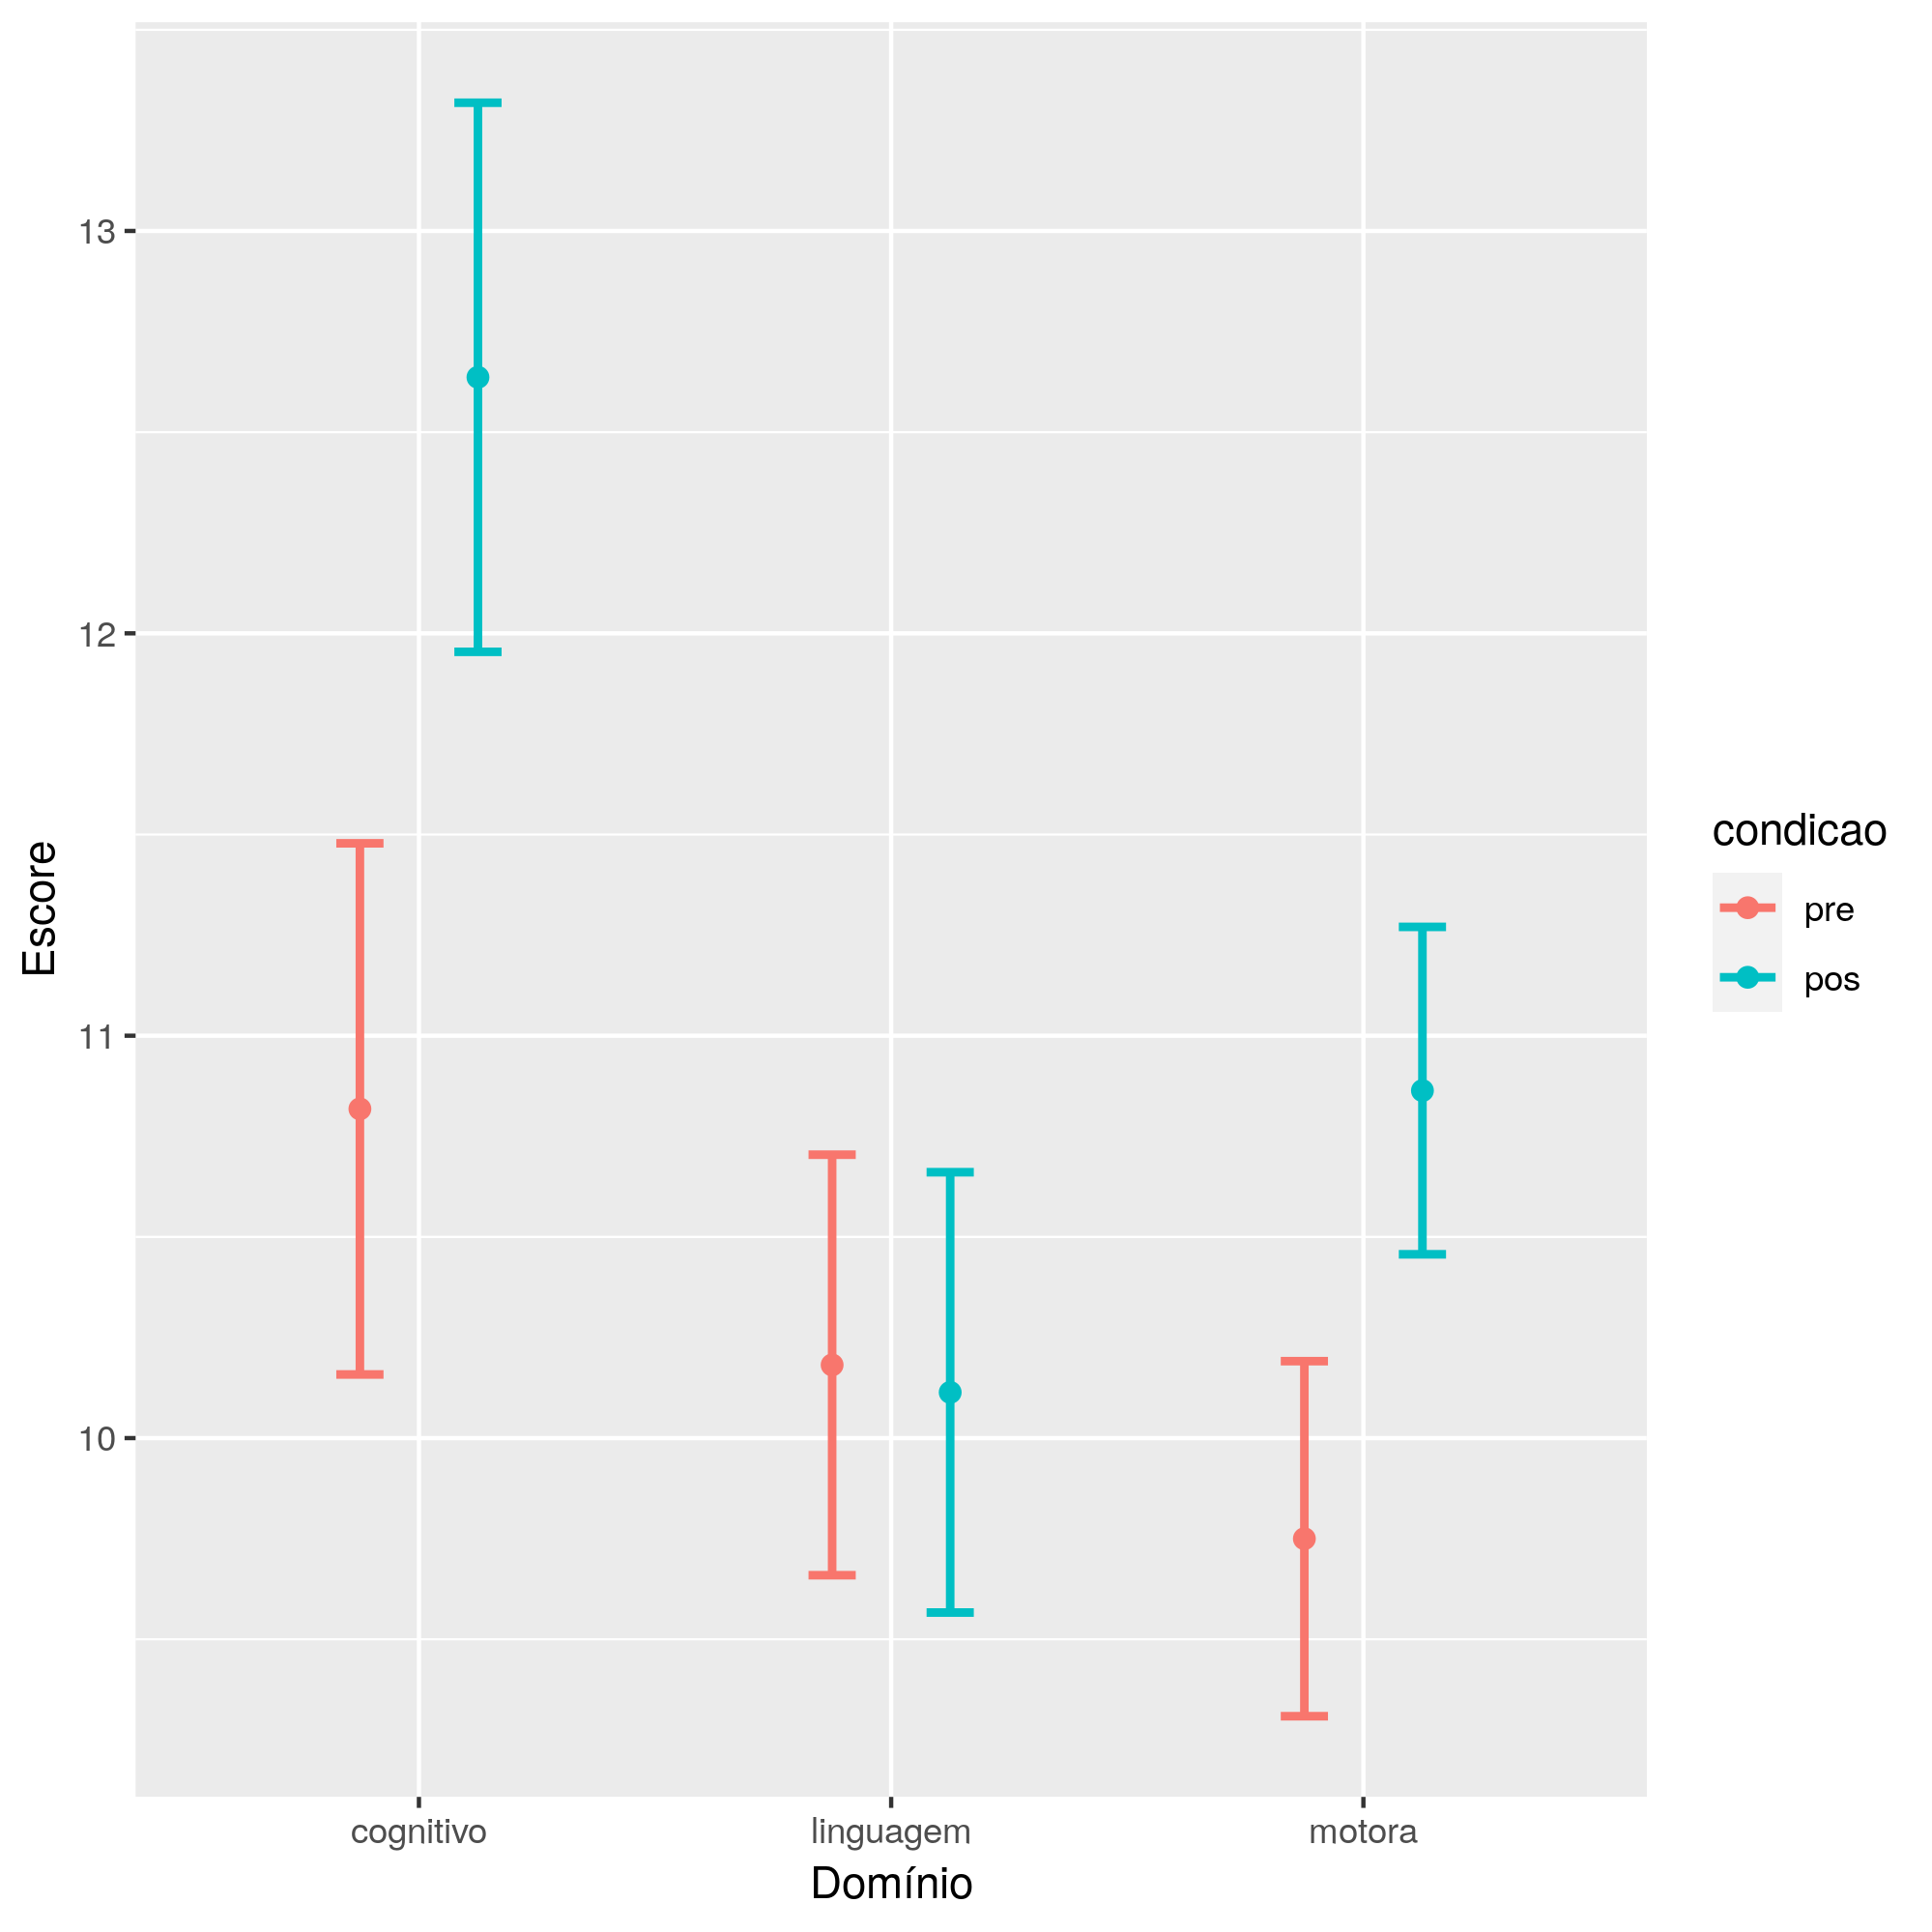 13
12
11
10
Escore
cognitivo
linguagem
motora
Domínio
condicao
pre
pos